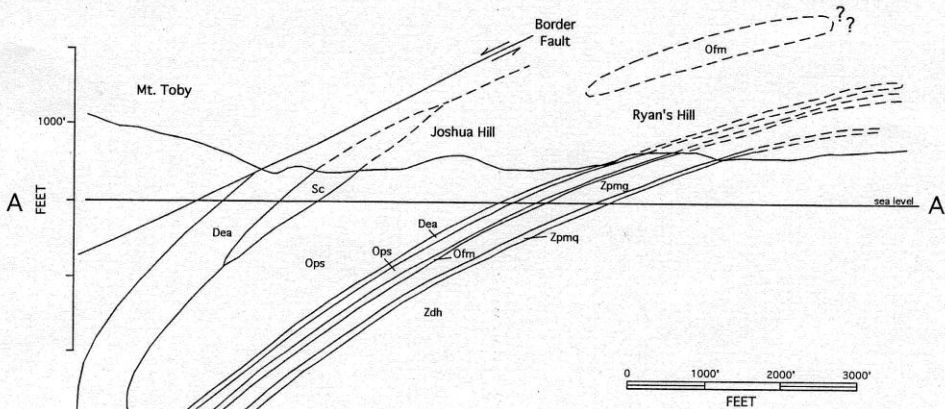 Border
Fault
??
Ofm
Mt. Toby
1000'
Joshua Hill
Ryan's Hill
Sc
Zpmg
A
FEET
sea level
A
Dea
Dea
Ops
Ops
Ofm
Zpmq
Zdh
0 1000' 2000' 3000'
FEET